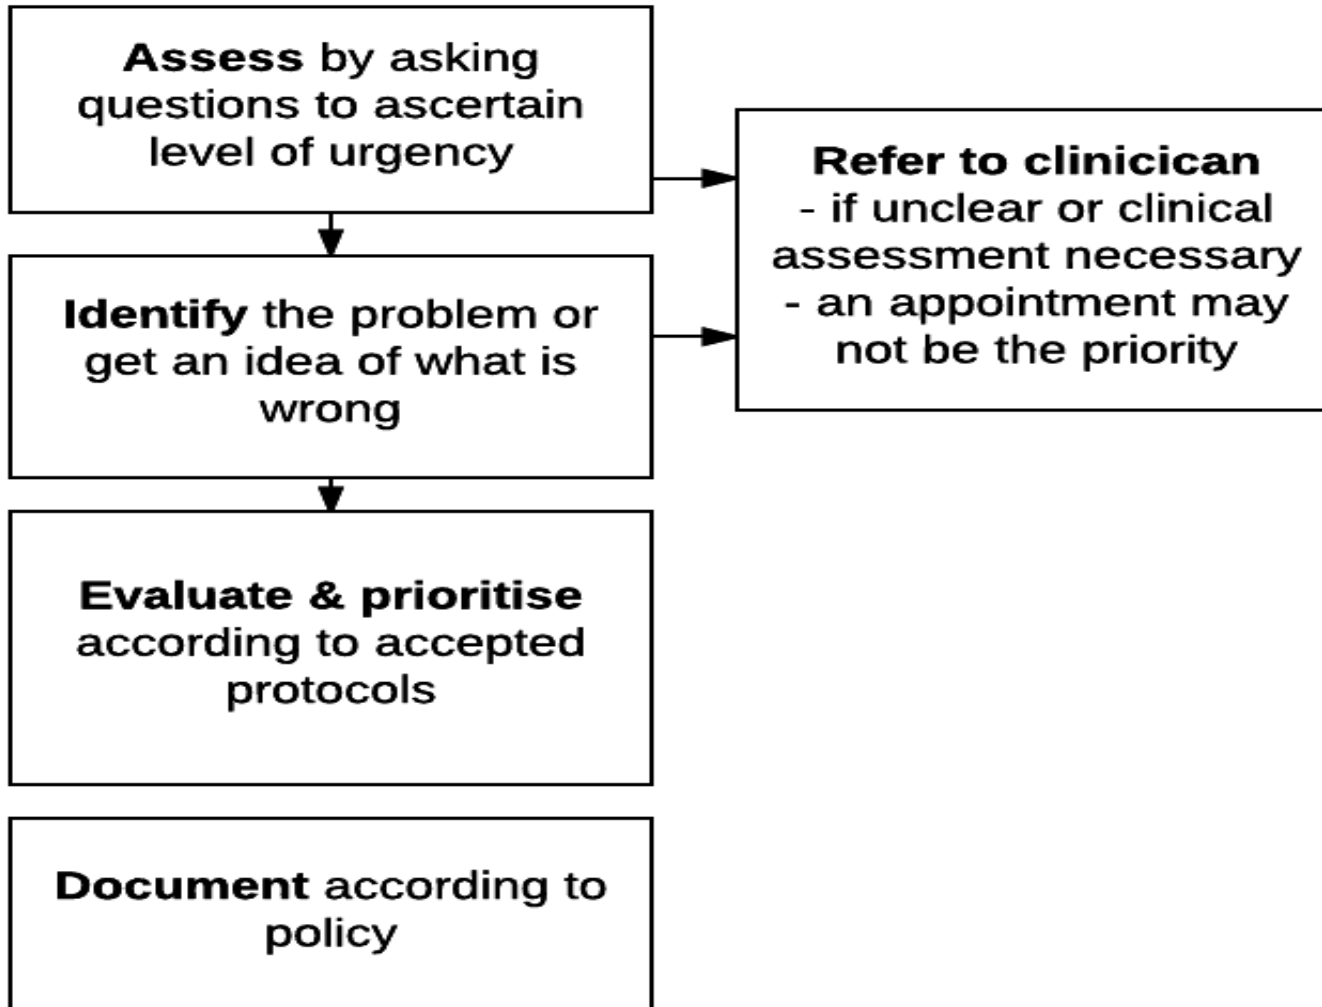 Assess by asking
questions to ascertain
level of urgency
Refer to clinicican
- if unclear or clinical
assessment necessary
- an appointment may
not be the priority
Identify the problem or
get an idea of what is
wrong
Evaluate & prioritise
according to accepted
protocols
Document according to
policy